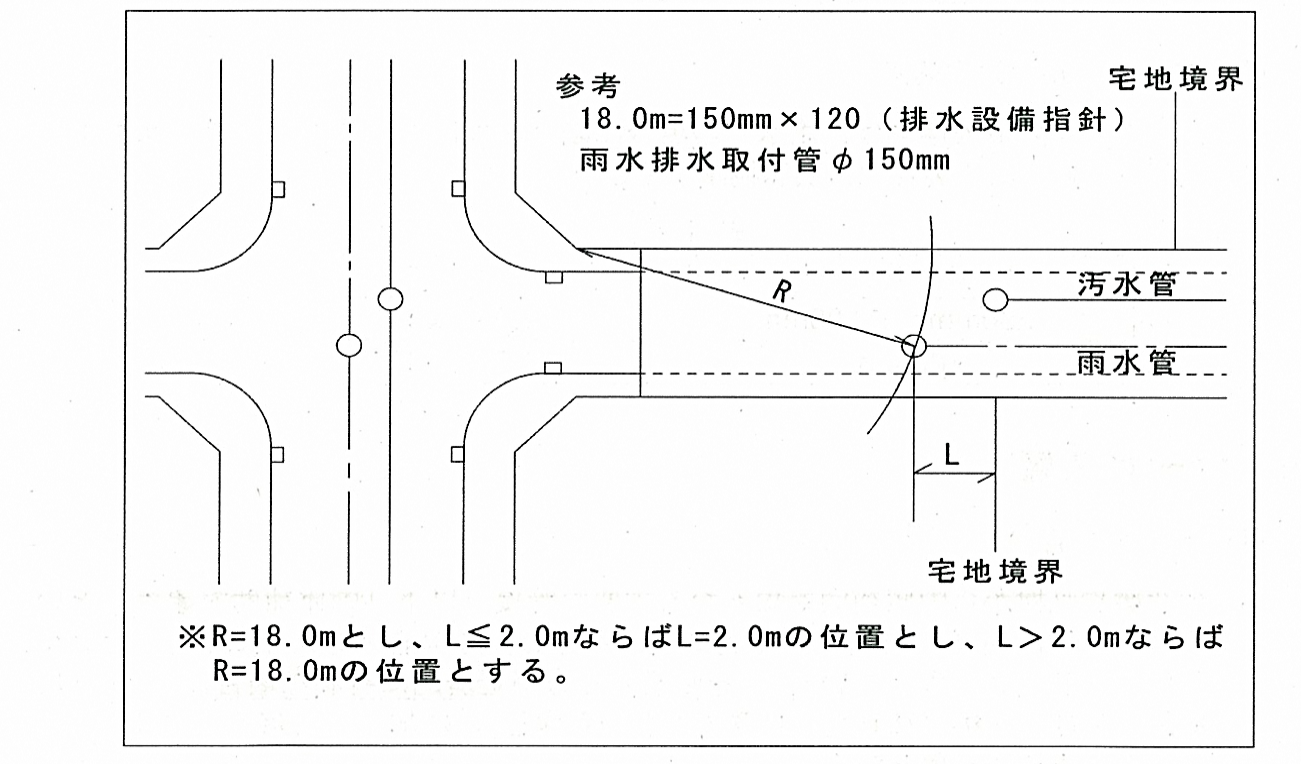 参考
18.0m=150mm×120（排水設備指針）
雨水排水取付管φ150mm
宅地境界
R
汚水管
雨水管
L
宅地境界
※R=18.0mとし、L≦2.0mならばL=2.0mの位置とし、L＞2.0mならば
R=18.0mの位置とする。